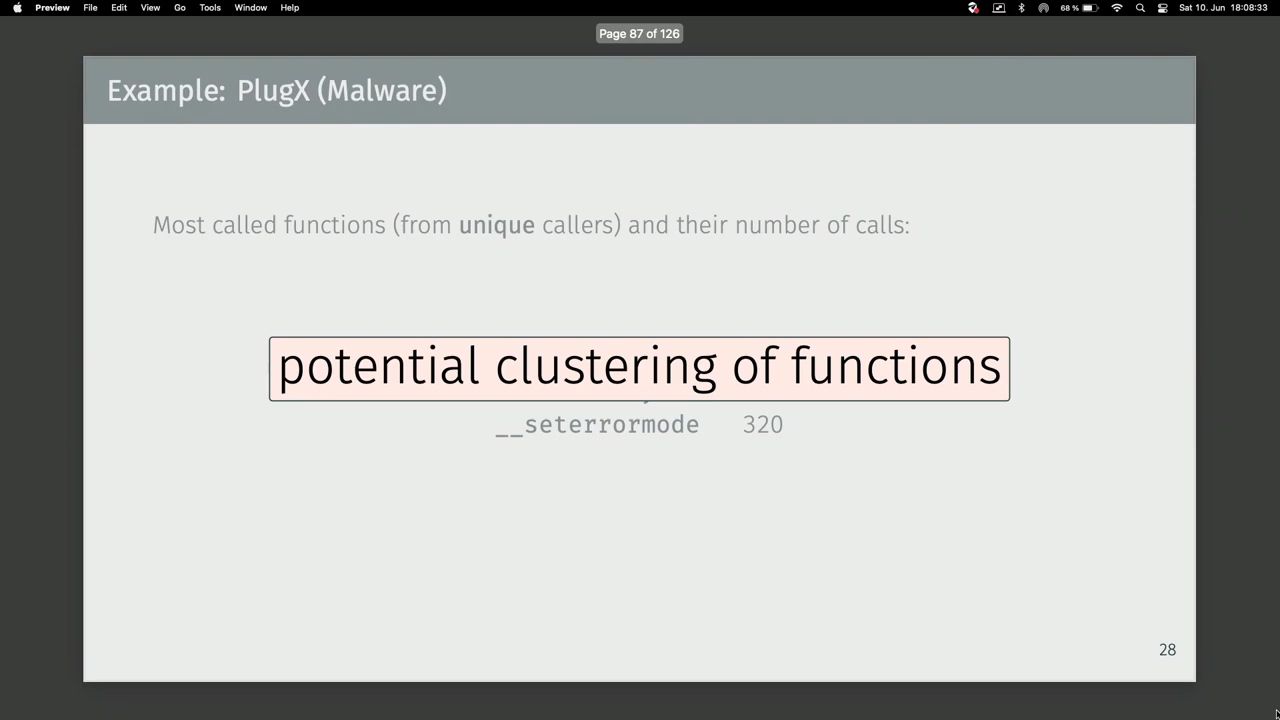 Preview File Edit View Go Tools Window Help 68 % Sat 10. Jun 18:08:33
Page 87 of 126
Example: PlugX (Malware)
Most called functions (from unique callers) and their number of calls:
potential clustering of functions
__seterrormode 320
28